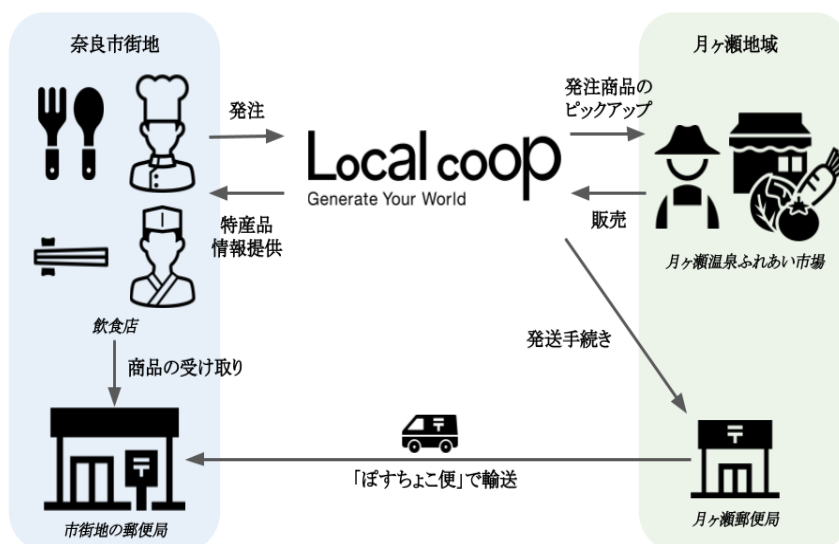 奈良市街地
月ヶ瀬地域
発注
発注商品の
ピックアップ
Local coop
Generate Your World
特産品
情報提供
販売
月ヶ瀬温泉ふれあい市場
飲食店
商品の受け取り
発送手続き
〒
〒
〒
「ぽすちょこ便」で輸送
市街地の郵便局
月ヶ瀬郵便局